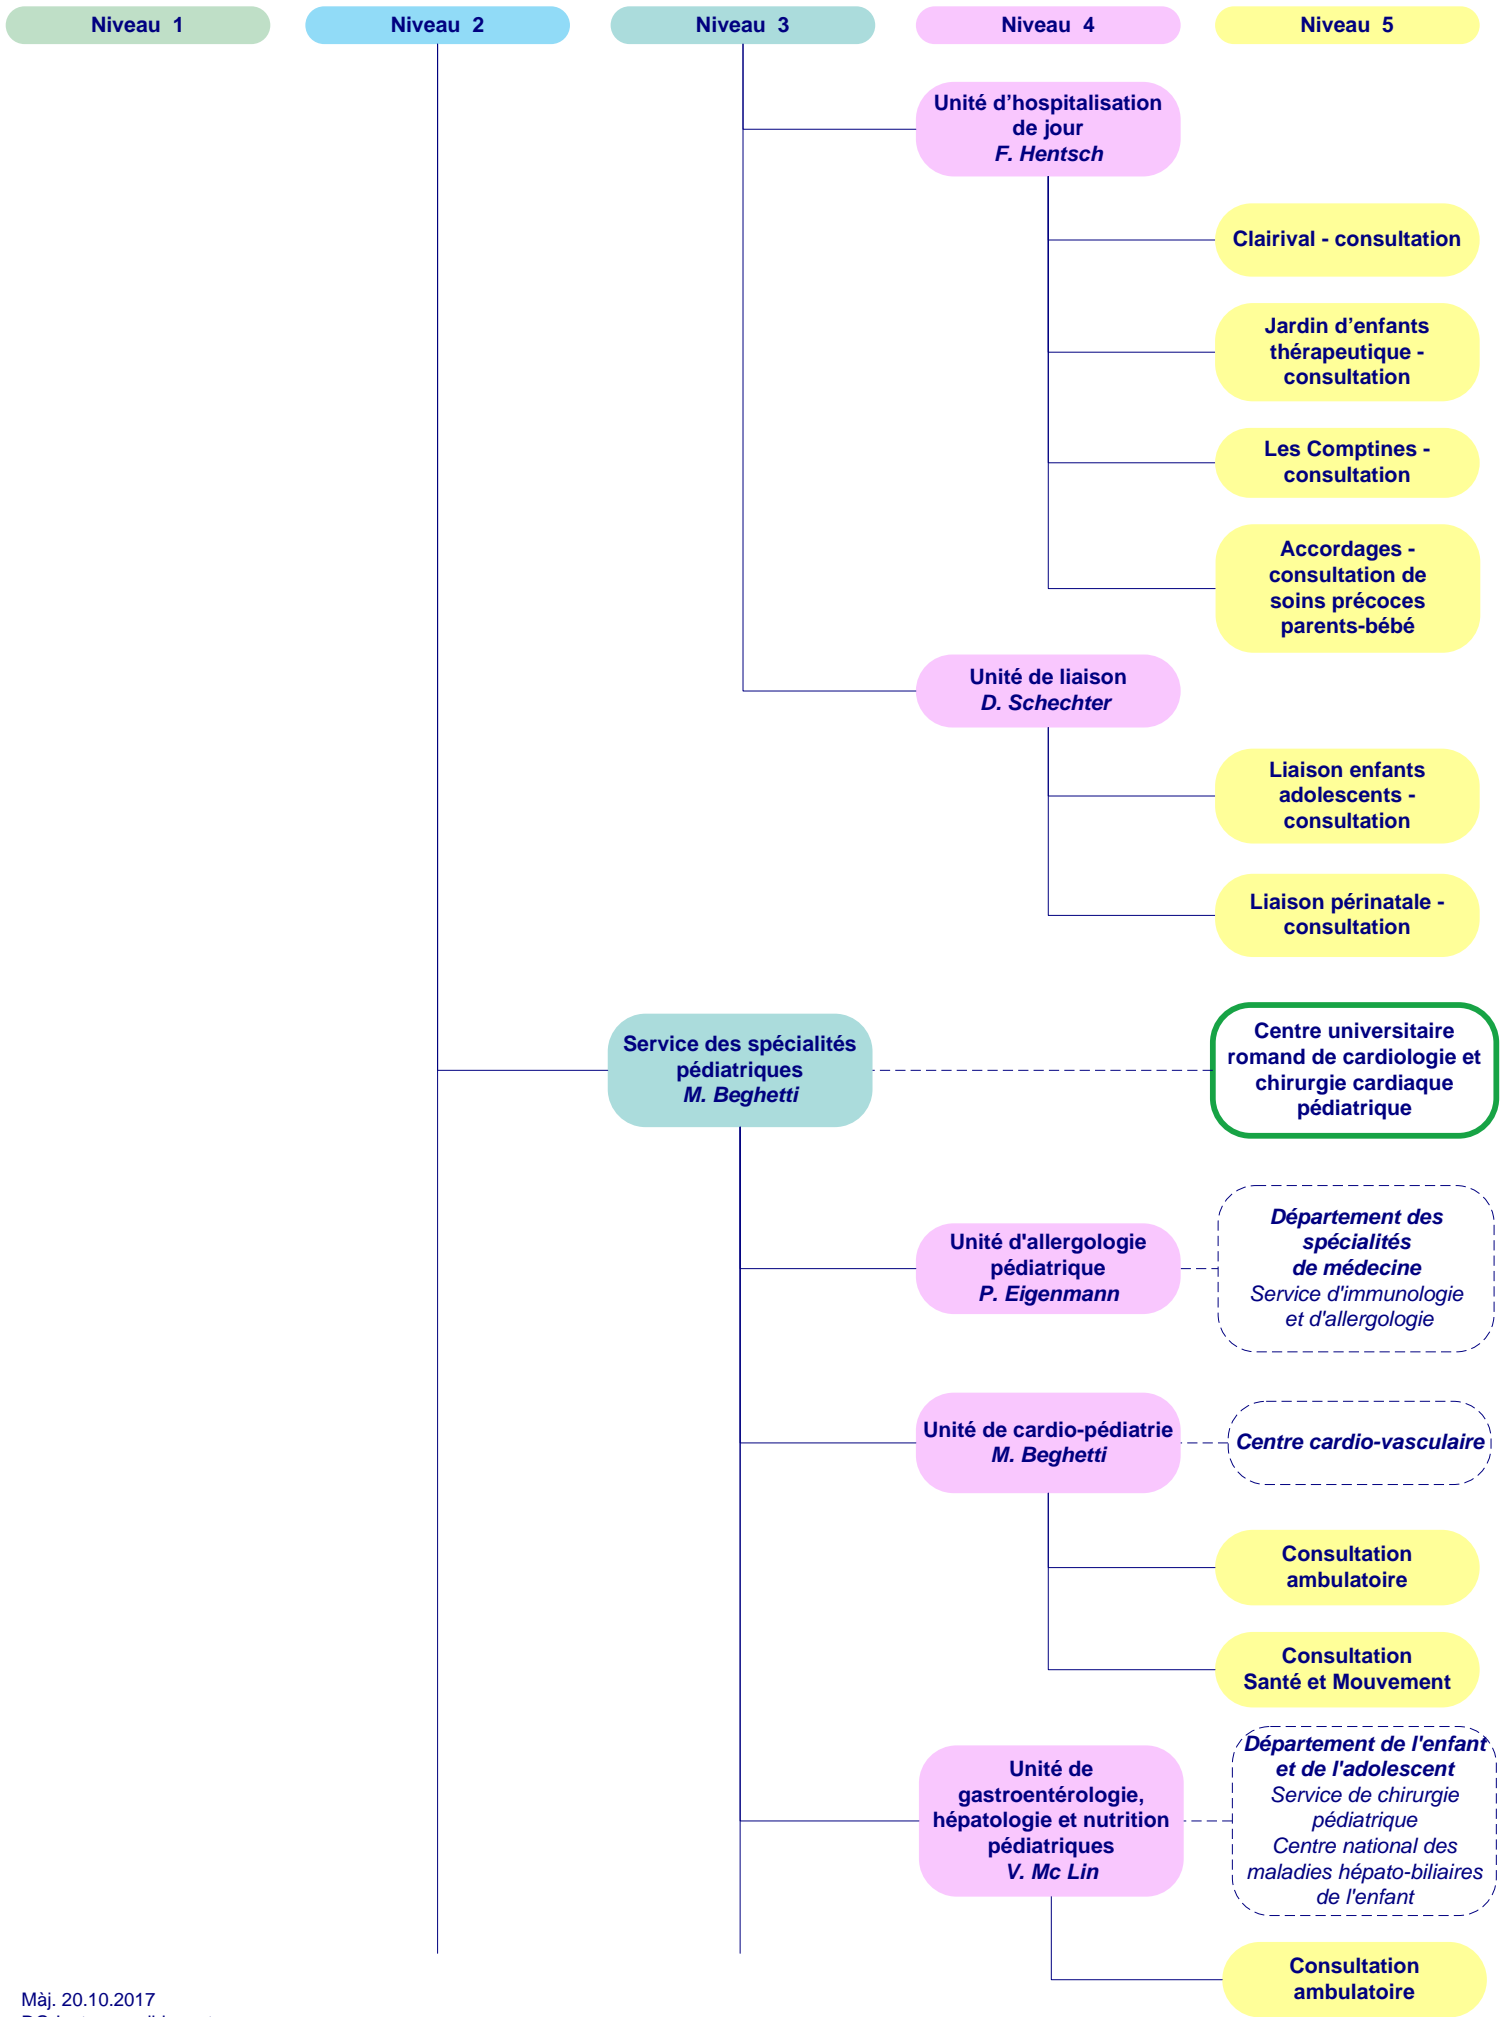 Niveau 1
Niveau 2
Niveau 3
Niveau 4
Niveau 5
Unité d’hospitalisation
de jour
F. Hentsch
Clairival - consultation
Jardin d’enfants
thérapeutique -
consultation
Les Comptines -
consultation
Accordages -
consultation de
soins précoces
parents-bébé
Unité de liaison
D. Schechter
Liaison enfants
adolescents -
consultation
Liaison périnatale -
consultation
Service des spécialités
pédiatriques
M. Beghetti
Centre universitaire
romand de cardiologie et
chirurgie cardiaque
pédiatrique
Unité d'allergologie
pédiatrique
P. Eigenmann
Département des
spécialités
de médecine
Service d'immunologie
et d'allergologie
Unité de cardio-pédiatrie
M. Beghetti
Centre cardio-vasculaire
Consultation
ambulatoire
Consultation
Santé et Mouvement
Unité de
gastroentérologie,
hépatologie et nutrition
pédiatriques
V. Mc Lin
Département de l'enfant
et de l'adolescent
Service de chirurgie
pédiatrique
Centre national des
maladies hépato-biliaires
de l'enfant
Consultation
ambulatoire
Màj. 20.10.2017